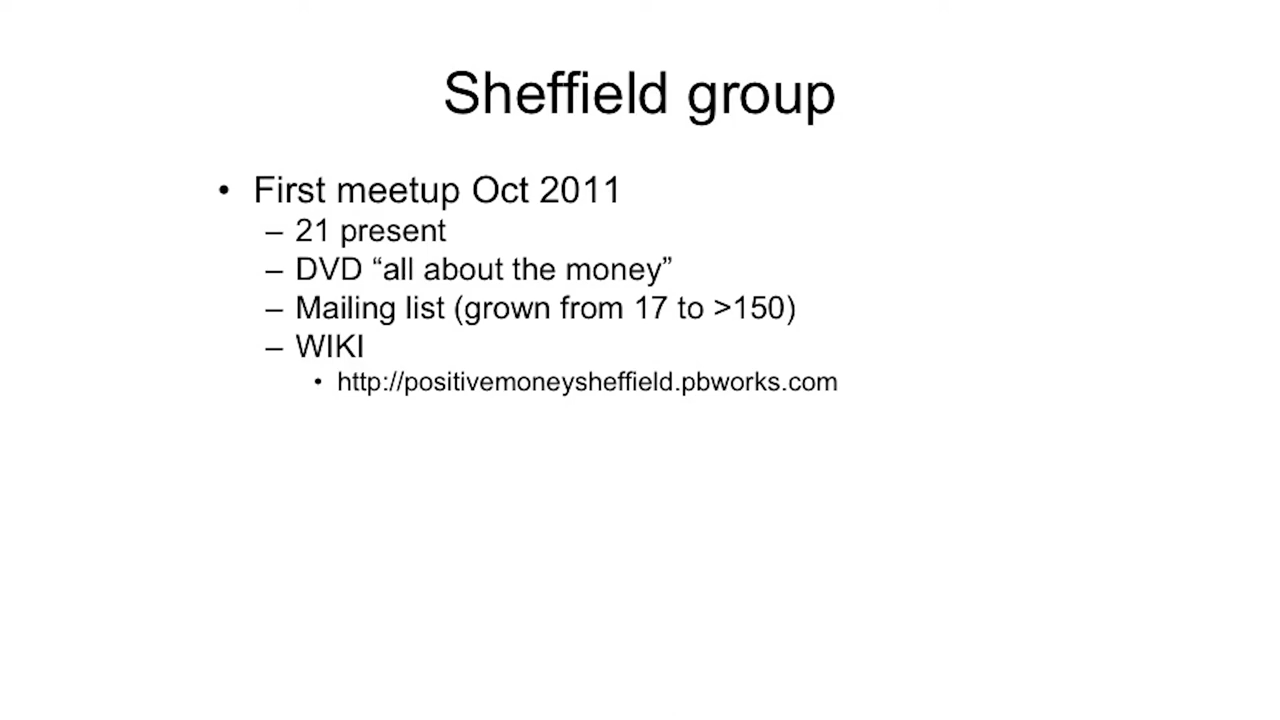 Sheffield group
• First meetup Oct 2011
– 21 present
– DVD “all about the money”
– Mailing list (grown from 17 to >150)
– WIKI
• http://positivemoneysheffield.pbworks.com